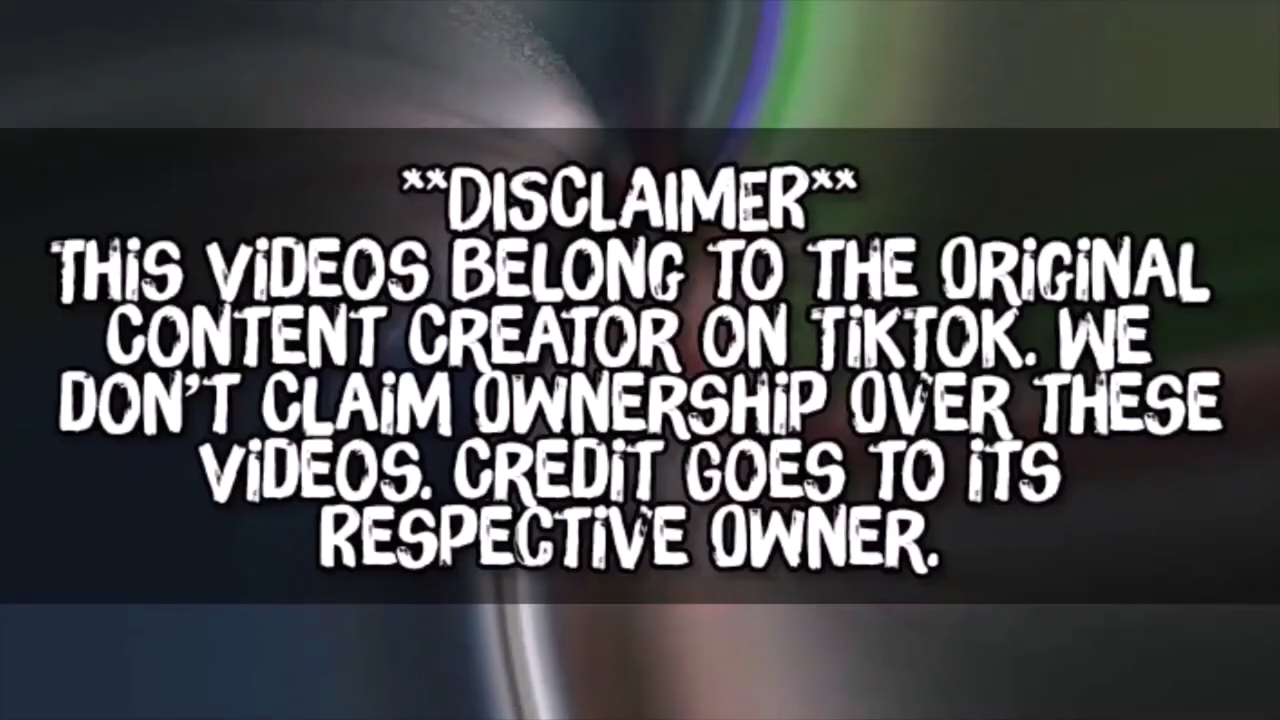 **DISCLAIMER**
THiS ViDEOS BELONG TO THE ORiGiNAL
CONTENT CREATOR ON TiKTOK. WE
DON'T CLAiM OWNERSHiP OVER THESE
ViDEOS. CREDiT GOES TO iTS
RESPECTiVE OWNER.